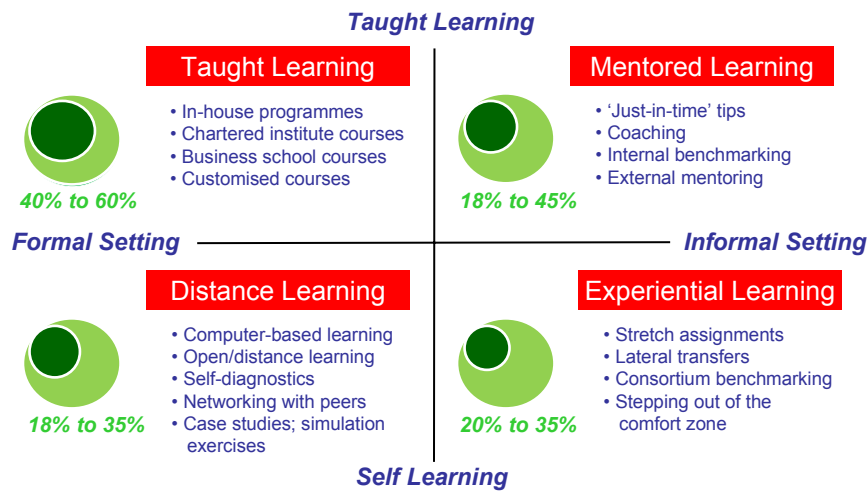 Taught Learning
Taught Learning
• In-house programmes
• Chartered institute courses
• Business school courses
• Customised courses
40% to 60%
Mentored Learning
• ‘Just-in-time’ tips
• Coaching
• Internal benchmarking
• External mentoring
18% to 45%
Formal Setting
Informal Setting
Distance Learning
• Computer-based learning
• Open/distance learning
• Self-diagnostics
• Networking with peers
• Case studies; simulation
exercises
18% to 35%
Experiential Learning
• Stretch assignments
• Lateral transfers
• Consortium benchmarking
• Stepping out of the
comfort zone
20% to 35%
Self Learning